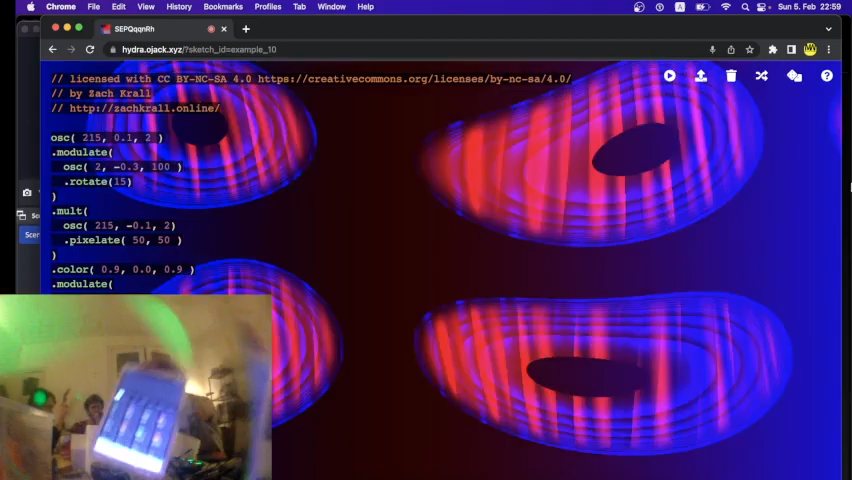 Chrome File Edit View History Bookmarks Profiles Tab Window Help
A
Sun 5. Feb 22:59
SEPQqqnRh
hydra.ojack.xyz/?sketch_id=example_10
// licensed with CC BY-NC-SA 4.0 https://creativecommons.org/licenses/by-nc-sa/4.0/
// by Zach Krall
// http://zachkrall.online/
osc( 215, 0.1, 2 )
.modulate(
osc( 2, -0.3, 100 )
.rotate(15)
)
.mult(
osc( 215, -0.1, 2)
.pixelate( 50, 50 )
)
.color( 0.9, 0.0, 0.9 )
.modulate(
Scen